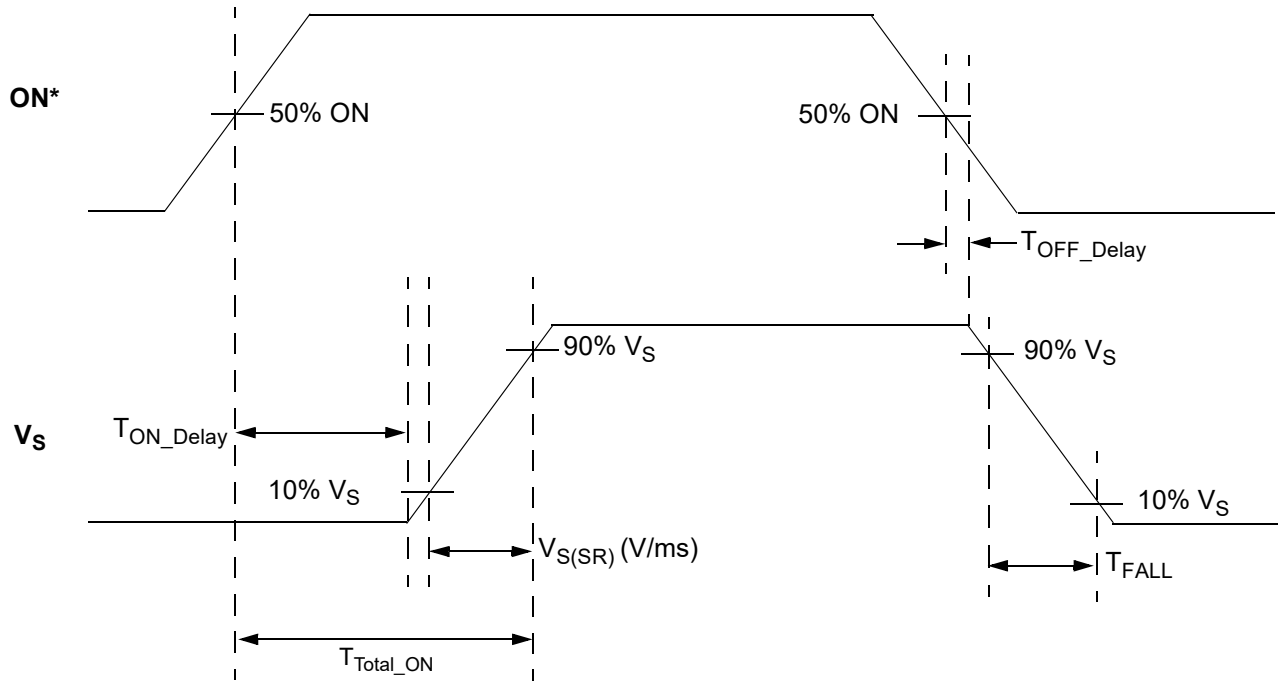 ON*
50% ON
50% ON
T_OFF_Delay
90% V_S
90% V_S
V_S
T_ON_Delay
10% V_S
10% V_S
V_S(SR) (V/ms)
T_FALL
T_Total_ON